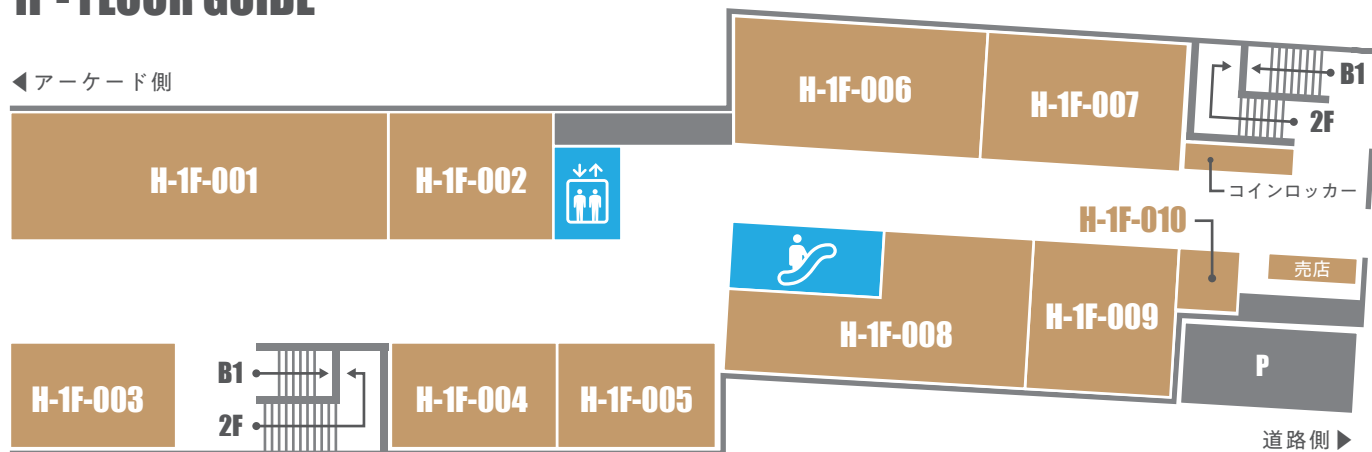 FLOOR GUIDE
◀アーケード側
H-1F-001
H-1F-002
H-1F-006
H-1F-007
B1
2F
コインロッカー
H-1F-010
売店
H-1F-008
H-1F-009
H-1F-003
B1
2F
H-1F-004
H-1F-005
P
道路側▶